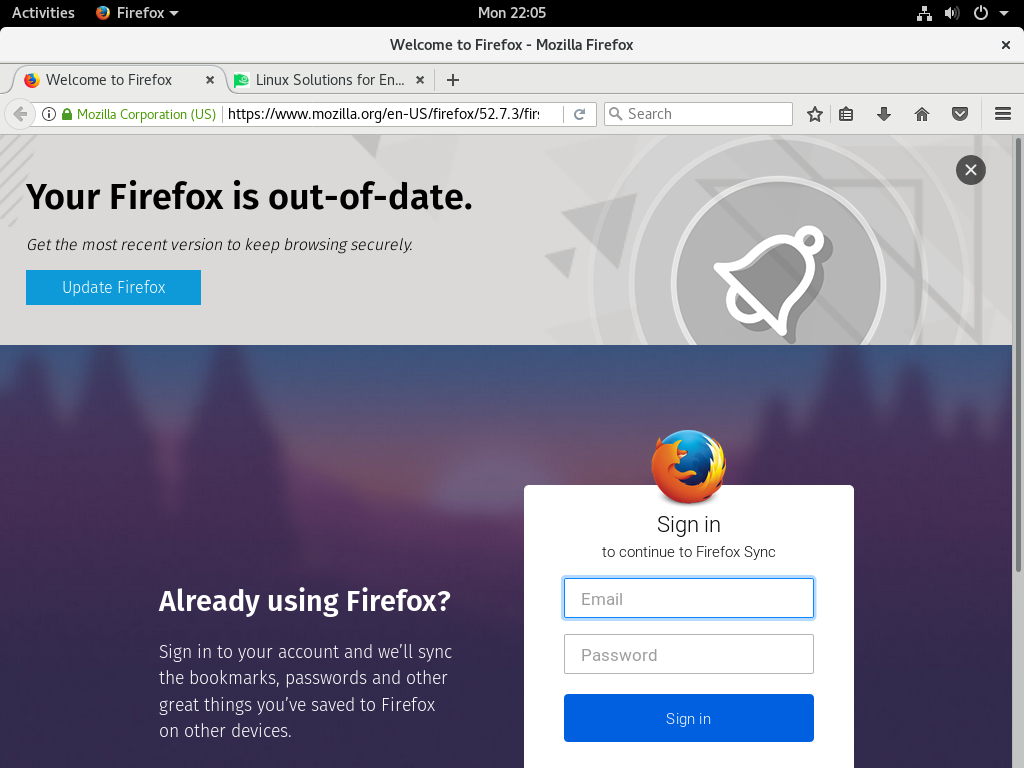 Activities Firefox Mon 22:05
Welcome to Firefox - Mozilla Firefox
Welcome to Firefox Linux Solutions for En...
Mozilla Corporation (US) https://www.mozilla.org/en-US/firefox/52.7.3/firs Search
Your Firefox is out-of-date.
Get the most recent version to keep browsing securely.
Update Firefox
Sign in
to continue to Firefox Sync
Email
Password
Sign in
Already using Firefox?
Sign in to your account and we’ll sync
the bookmarks, passwords and other
great things you’ve saved to Firefox
on other devices.